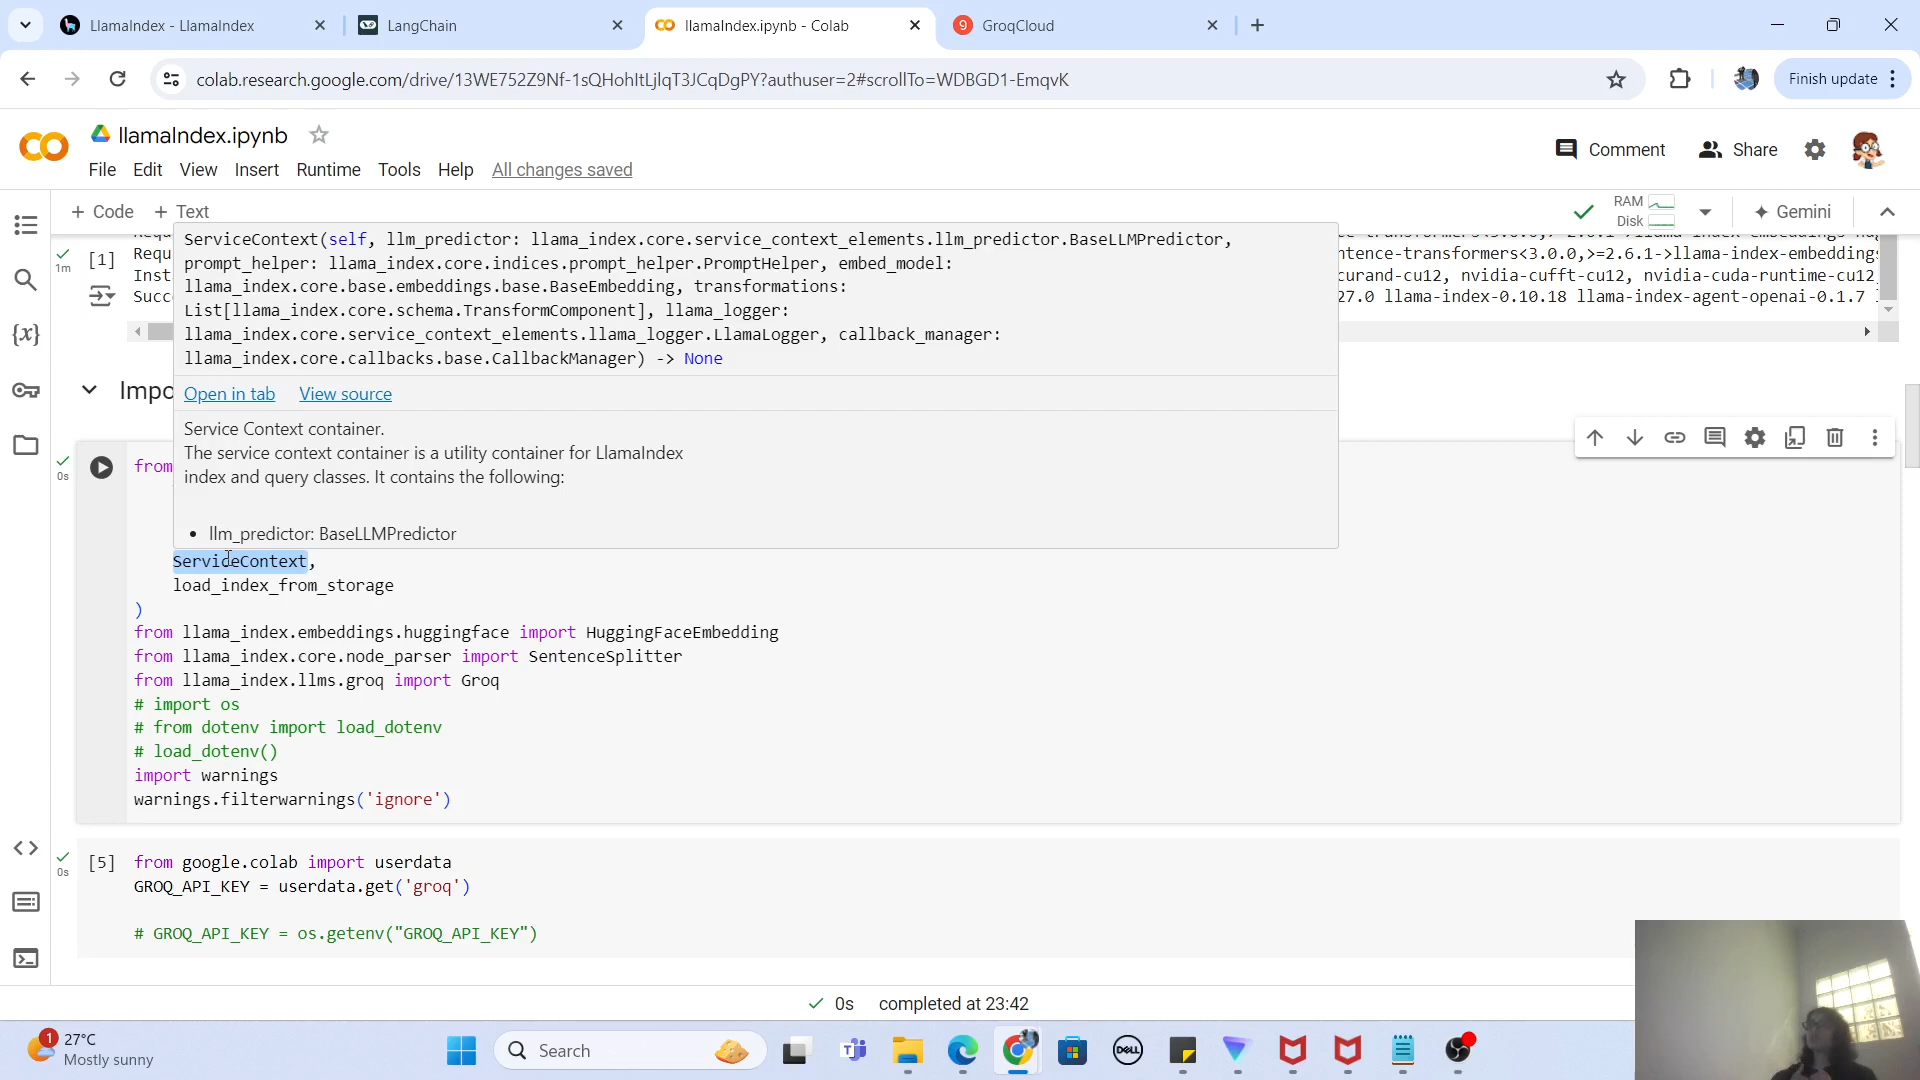 LlamaIndex - LlamaIndex
LangChain
llamaIndex.ipynb - Colab
9
GroqCloud
colab.research.google.com/drive/13WE752Z9Nf-1sQHohItLjlqT3JCqDgPY?authuser=2#scrollTo=WDBGD1-EmqvK
Finish update
llamaIndex.ipynb
File Edit View Insert Runtime Tools Help All changes saved
Comment
Share
+ Code + Text
RAM
Disk
Gemini
ServiceContext(self, llm_predictor: llama_index.core.service_context_elements.llm_predictor.BaseLLMPredictor,
prompt_helper: llama_index.core.indices.prompt_helper.PromptHelper, embed_model:
llama_index.core.base.embeddings.base.BaseEmbedding, transformations:
List[llama_index.core.schema.TransformComponent], llama_logger:
llama_index.core.service_context_elements.llama_logger.LlamaLogger, callback_manager:
llama_index.core.callbacks.base.CallbackManager) -> None
Open in tab View source
Service Context container.
The service context container is a utility container for LlamaIndex
index and query classes. It contains the following:
• llm_predictor: BaseLLMPredictor
1m
[1]
Requ
Inst
Succ
ntence-transformers<3.0.0,>=2.6.1->llama-index-embeddings
curand-cu12, nvidia-cufft-cu12, nvidia-cuda-runtime-cu12
27.0 llama-index-0.10.18 llama-index-agent-openai-0.1.7
Impo
0s
from
ServiceContext,
load_index_from_storage
)
from llama_index.embeddings.huggingface import HuggingFaceEmbedding
from llama_index.core.node_parser import SentenceSplitter
from llama_index.llms.groq import Groq
# import os
# from dotenv import load_dotenv
# load_dotenv()
import warnings
warnings.filterwarnings('ignore')
0s
[5]
from google.colab import userdata
GROQ_API_KEY = userdata.get('groq')
# GROQ_API_KEY = os.getenv("GROQ_API_KEY")
0s completed at 23:42
1
27°C
Mostly sunny
Search
DELL